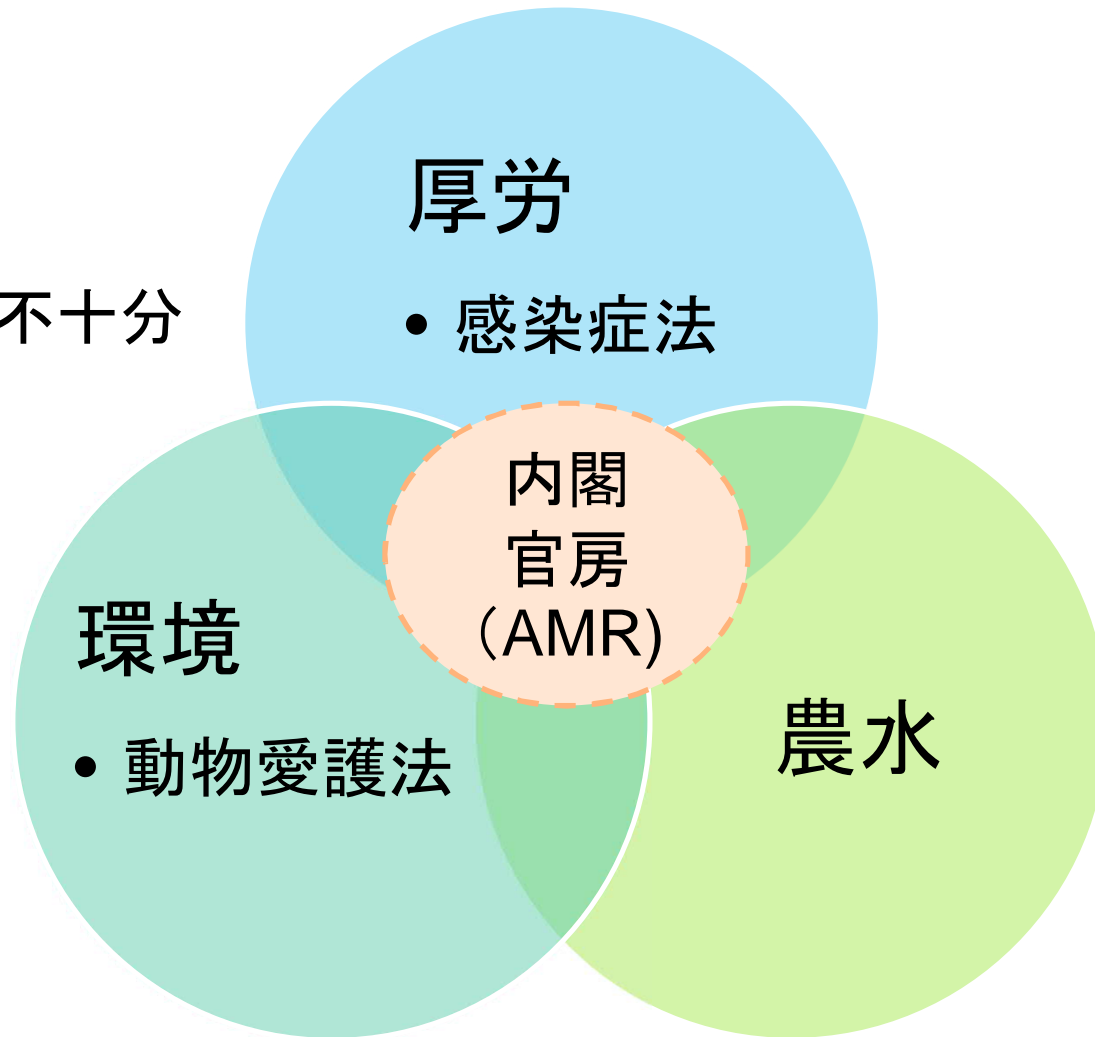 厚労
不十分
• 感染症法
内閣
官房
（AMR)
環境
• 動物愛護法
農水